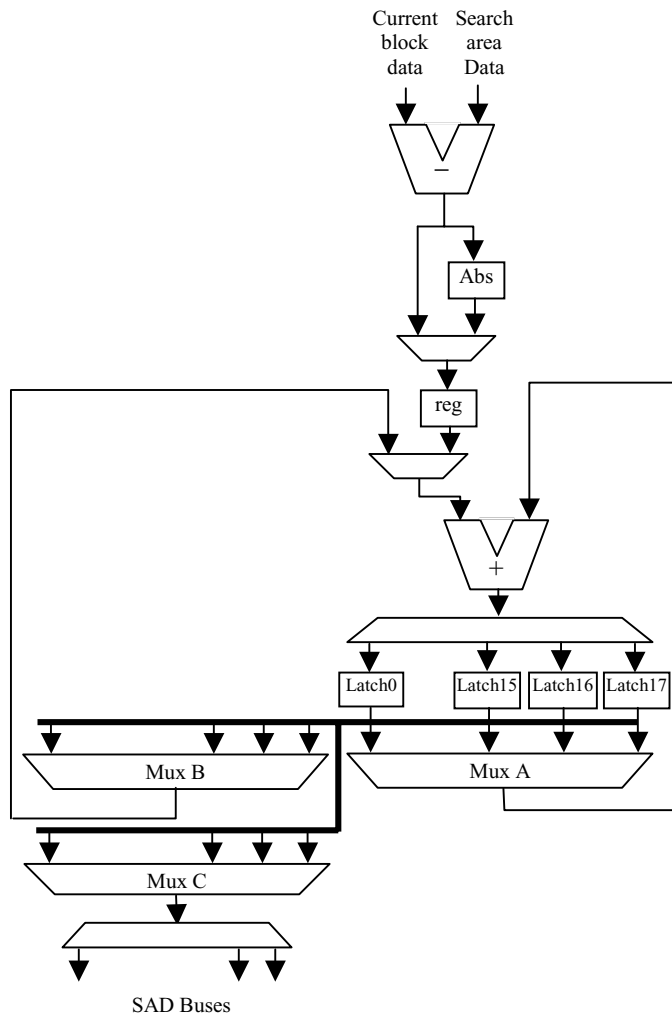 Current
block
data
Search
area
Data
−
Abs
reg
+
Latch0
Latch15
Latch16
Latch17
Mux B
Mux A
Mux C
SAD Buses